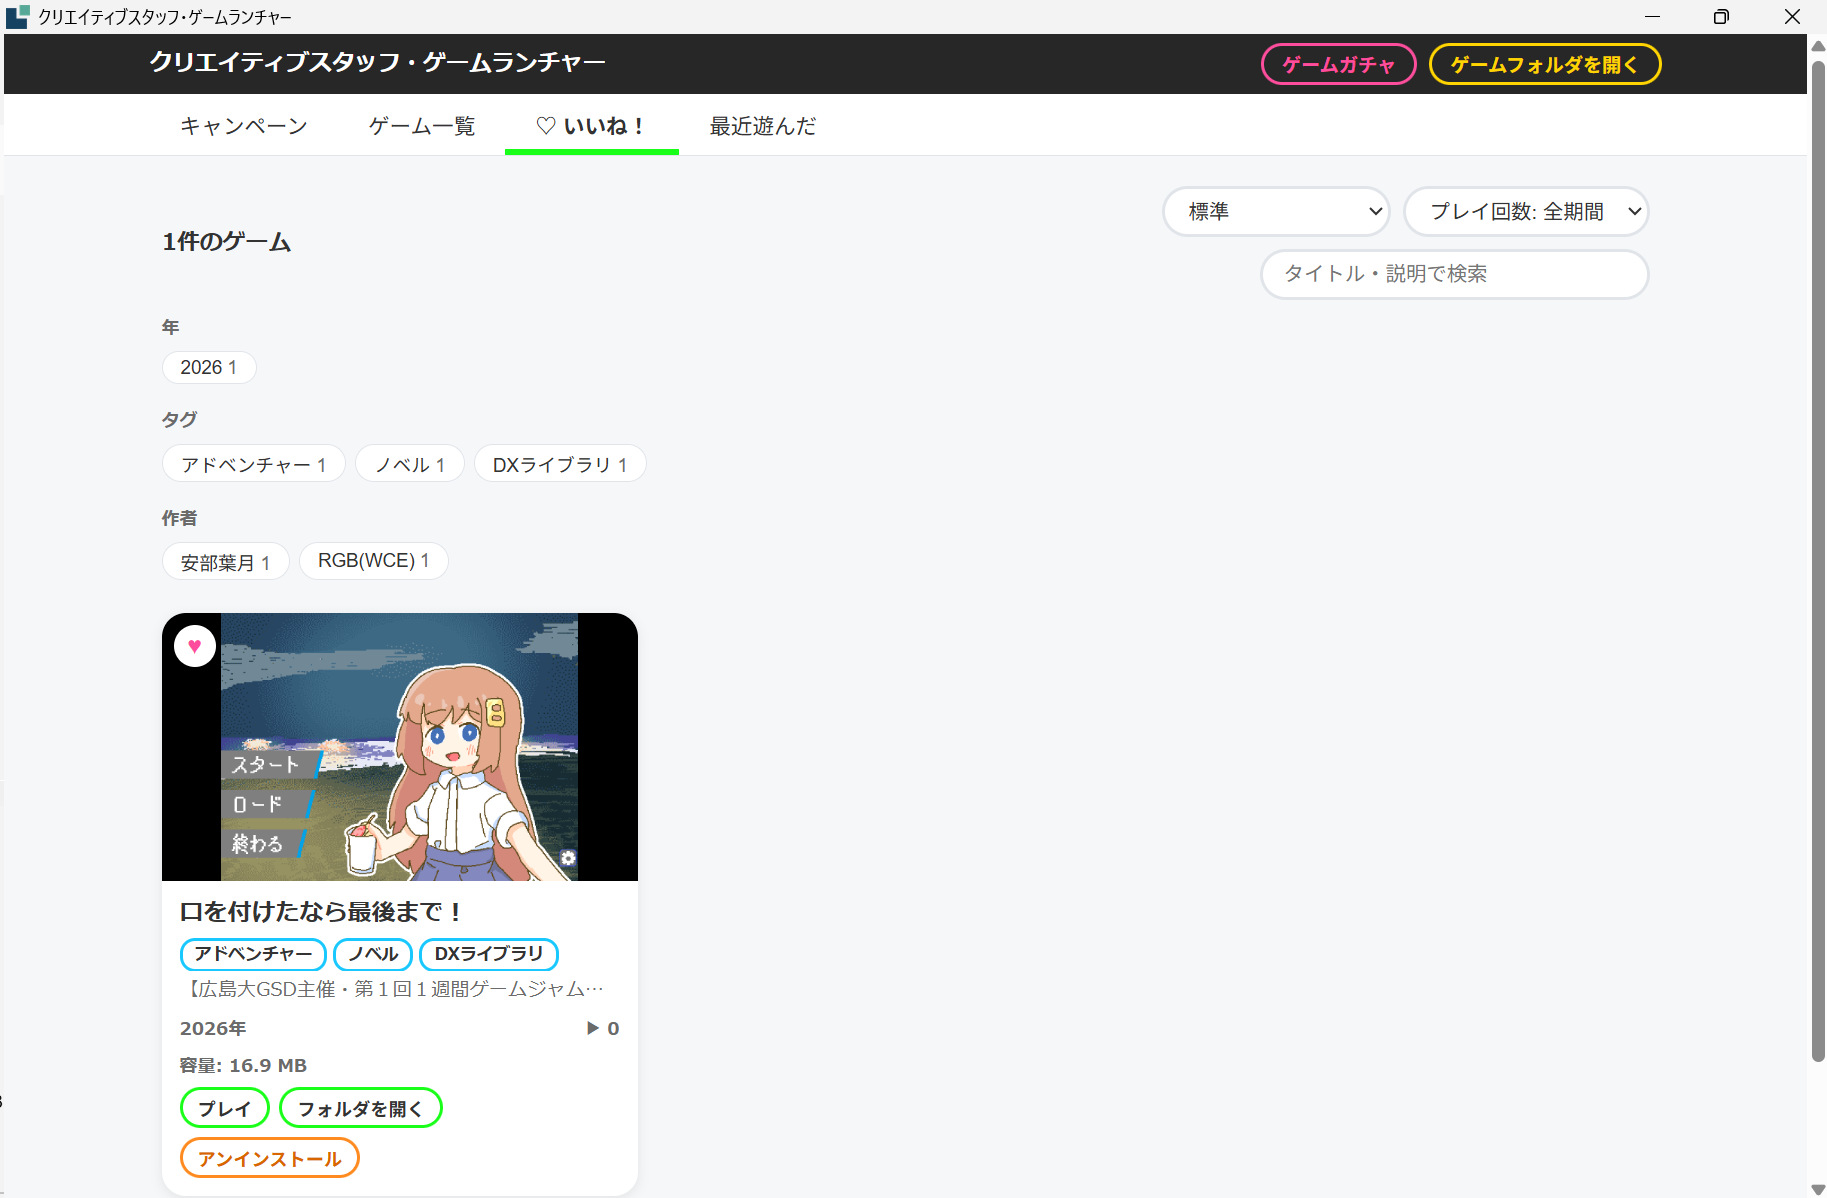 クリエイティブスタッフ・ゲームランチャー
クリエイティブスタッフ・ゲームランチャー
ゲームガチャ
ゲームフォルダを開く
キャンペーン
ゲーム一覧
♡ いいね！
最近遊んだ
標準
プレイ回数: 全期間
1件のゲーム
タイトル・説明で検索
年
2026 1
タグ
アドベンチャー 1
ノベル 1
DXライブラリ 1
作者
安部葉月 1
RGB(WCE) 1
スタート
ロード
終わる
口を付けたなら最後まで！
アドベンチャー
ノベル
DXライブラリ
【広島大GSD主催・第１回１週間ゲームジャム…
2026年
▶ 0
容量: 16.9 MB
プレイ
フォルダを開く
アンインストール